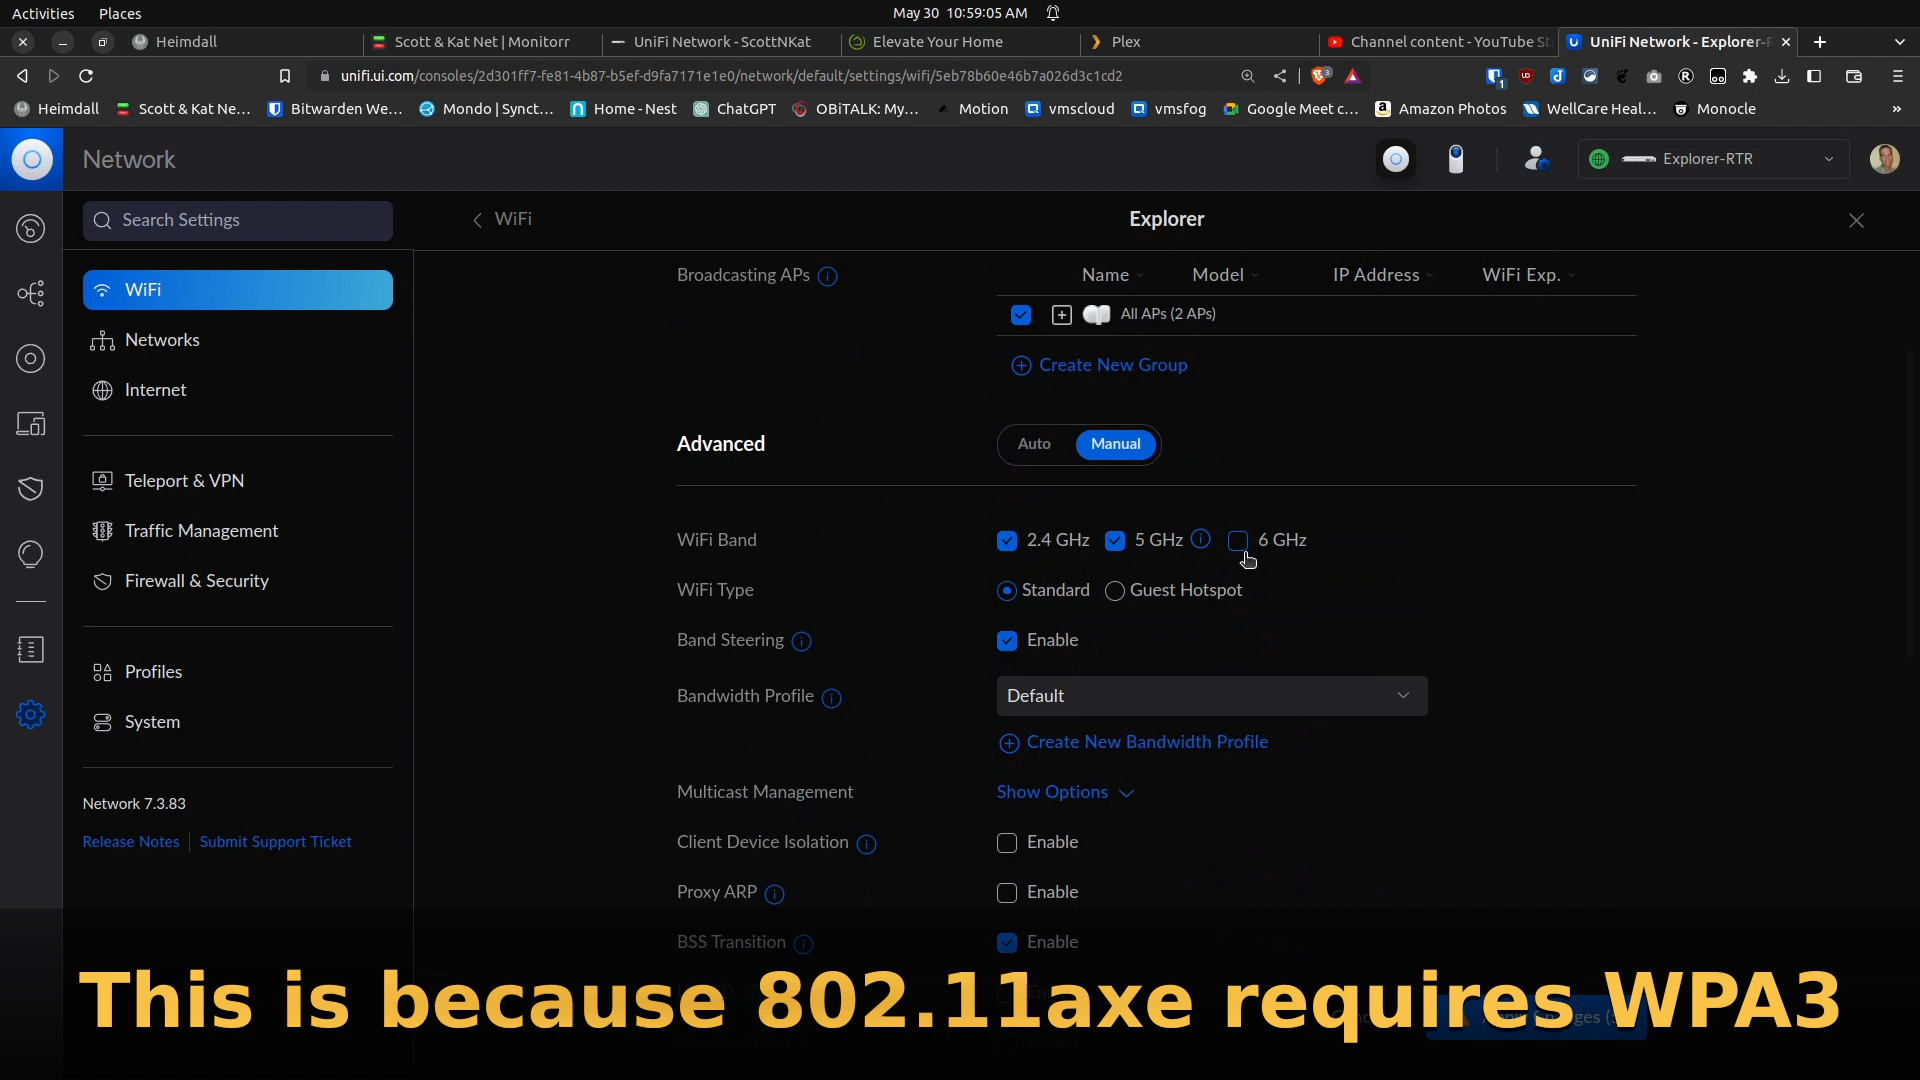 Activities Places May 30 10:59:05 AM
Heimdall Scott & Kat Net | Monitorr UniFi Network - ScottNKat Elevate Your Home Plex Channel content - YouTube St UniFi Network - Explorer-R
unifi.ui.com/consoles/2d301ff7-fe81-4b87-b5ef-d9fa7171e1e0/network/default/settings/wifi/5eb78b60e46b7a026d3c1cd2 3 1
Heimdall Scott & Kat Ne... Bitwarden We... Mondo | Synct... Home - Nest ChatGPT OBiTALK: My... Motion vmscloud vmsfog Google Meet c... Amazon Photos WellCare Heal... Monocle »
Network Explorer-RTR
Search Settings WiFi Explorer
Broadcasting APs Name Model IP Address WiFi Exp.
WiFi All APs (2 APs)
Networks
Create New Group
Internet
Advanced Auto Manual
Teleport & VPN
Traffic Management WiFi Band 2.4 GHz 5 GHz 6 GHz
Firewall & Security WiFi Type Standard Guest Hotspot
Band Steering Enable
Profiles Bandwidth Profile Default
System
Create New Bandwidth Profile
Network 7.3.83 Multicast Management Show Options
Release Notes Submit Support Ticket Client Device Isolation Enable
Proxy ARP Enable
BSS Transition Enable
This is because 802.11axe requires WPA3